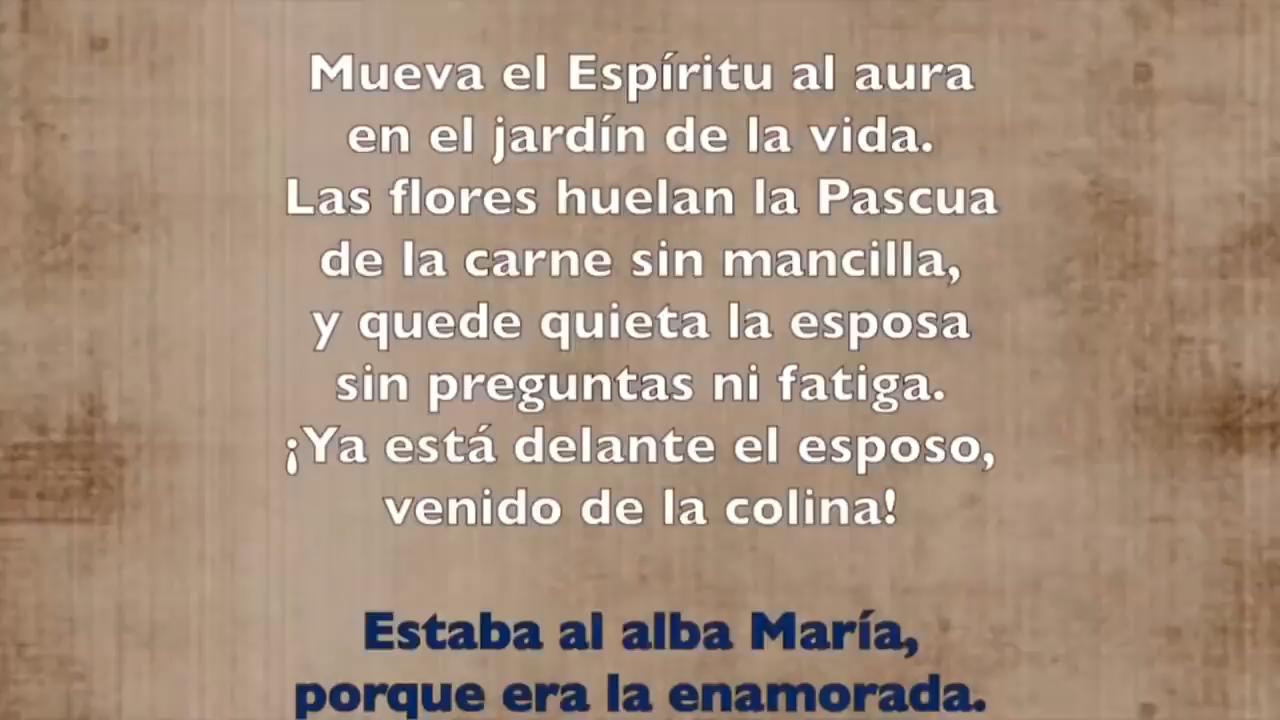 Mueva el Espíritu al aura
en el jardín de la vida.
Las flores huelan la Pascua
de la carne sin mancilla,
y quede quieta la esposa
sin preguntas ni fatiga.
¡Ya está delante el esposo,
venido de la colina!
Estaba al alba María,
porque era la enamorada.